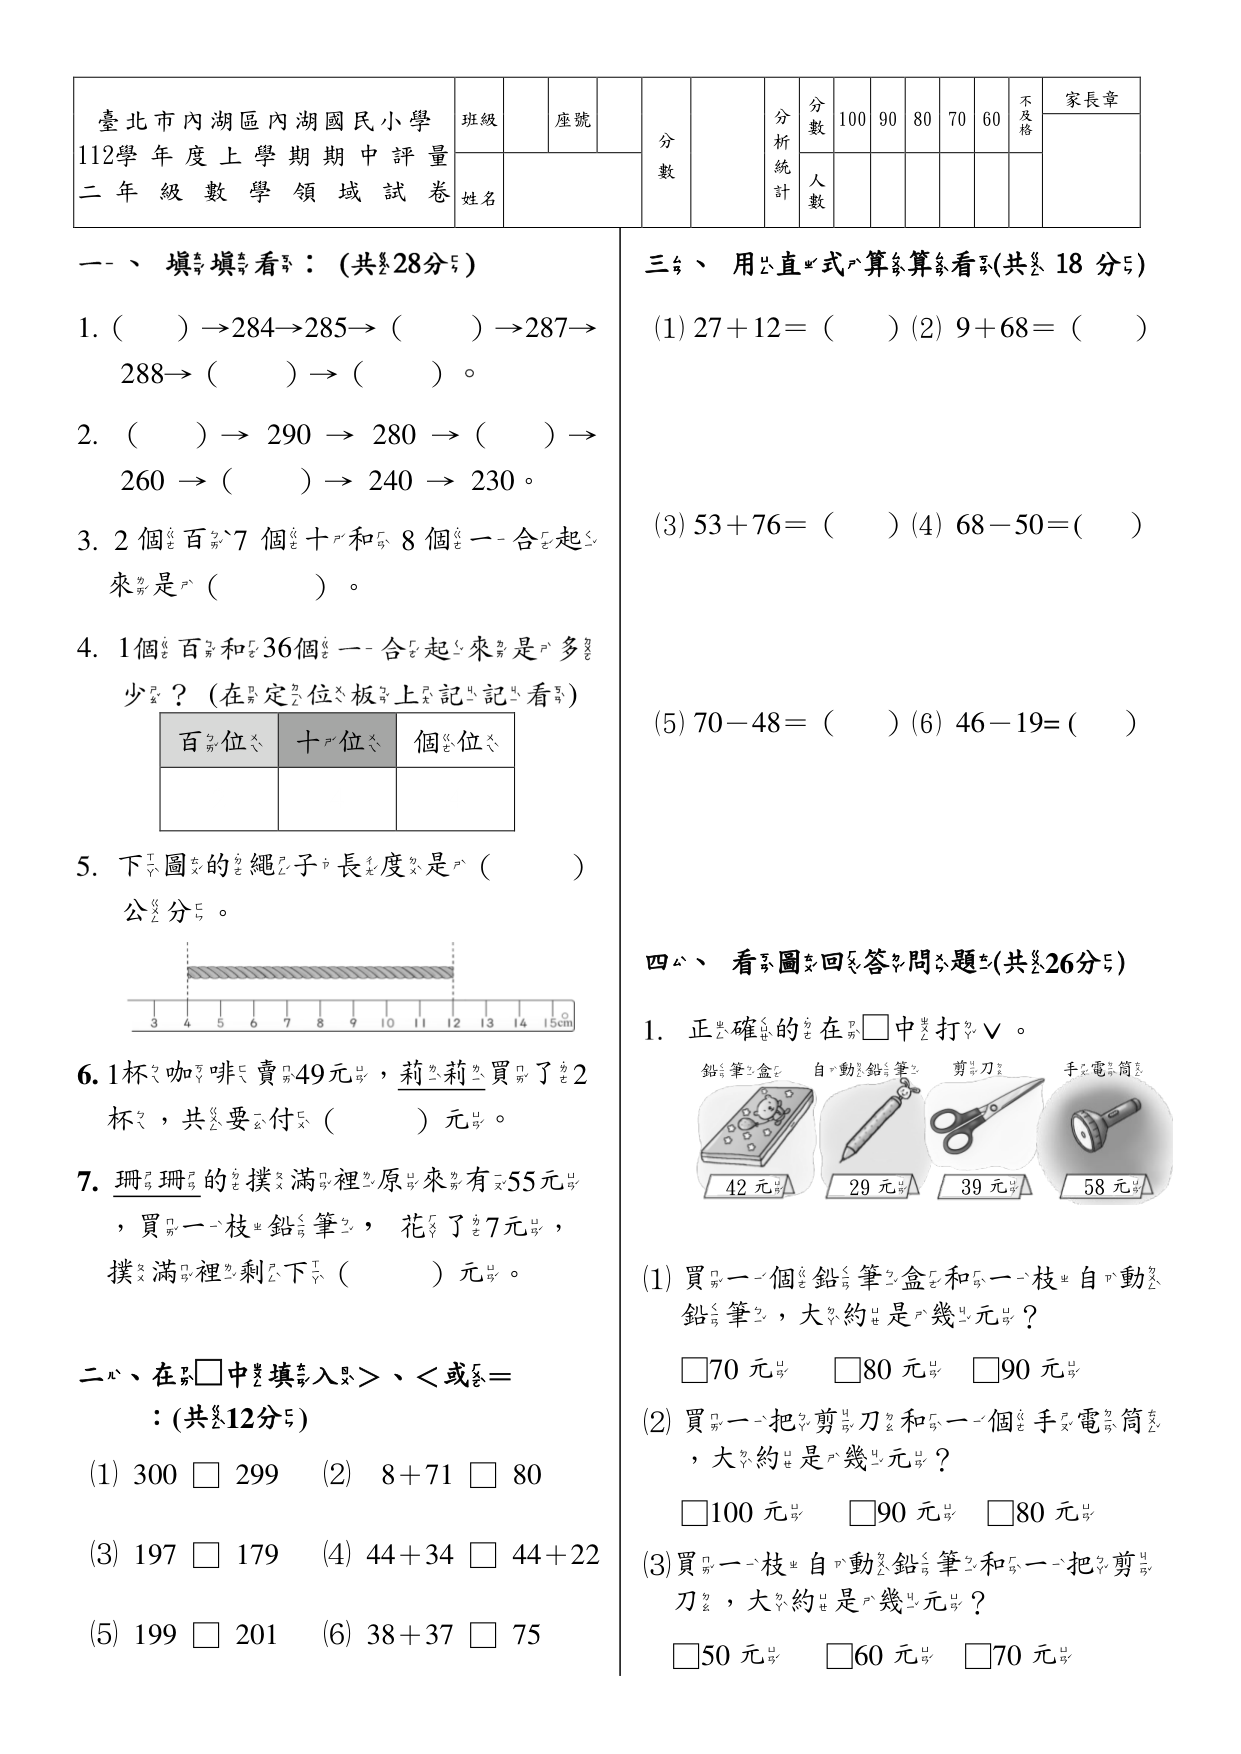 臺北市內湖區內湖國民小學
112學年度上學期期中評量
二年級數學領域試卷
班級
座號
姓名
分數
分析統計
分數 100 90 80 70 60 不及格
人數
家長章
一、 填填看：(共28分)
1. (　　) →284→285→ (　　) →287→
288→ (　　) → (　　) 。
2. (　　) → 290 → 280 → (　　) →
260 → (　　) → 240 → 230。
3. 2 個百、7 個十和 8 個一合起
來是 (　　) 。
4. 1個百和36個一合起來是多
少？(在定位板上記記看)
百位 十位 個位
5. 下圖的繩子長度是 (　　)
公分。
3 4 5 6 7 8 9 10 11 12 13 14 15cm
6. 1杯咖啡賣49元，莉莉買了2
杯，共要付 (　　) 元。
7. 珊珊的撲滿裡原來有55元
，買一枝鉛筆， 花了7元，
撲滿裡剩下 (　　) 元。
二、在□中填入＞、＜或＝
：(共12分)
⑴ 300 □ 299 ⑵ 8＋71 □ 80
⑶ 197 □ 179 ⑷ 44＋34 □ 44＋22
⑸ 199 □ 201 ⑹ 38＋37 □ 75
三、 用直式算算看(共 18 分)
⑴ 27＋12＝ (　　) ⑵ 9＋68＝ (　　)
⑶ 53＋76＝ (　　) ⑷ 68－50＝(　　)
⑸ 70－48＝ (　　) ⑹ 46－19= (　　)
四、 看圖回答問題(共26分)
1. 正確的在□中打ˇ。
鉛筆盒 自動鉛筆 剪刀 手電筒
42 元 29 元 39 元 58 元
⑴ 買一個鉛筆盒和一枝自動
鉛筆，大約是幾元？
□70 元 □80 元 □90 元
⑵ 買一把剪刀和一個手電筒
，大約是幾元？
□100 元 □90 元 □80 元
⑶買一枝自動鉛筆和一把剪
刀，大約是幾元？
□50 元 □60 元 □70 元